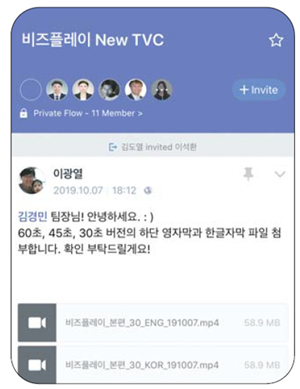 비즈플레이 New TVC
+ Invite
Private Flow - 11 Member >
김도열 invited 이석환
이광열
2019.10.07 | 18:12
김경민 팀장님! 안녕하세요. : )
60초, 45초, 30초 버전의 하단 영자막과 한글자막 파일 첨
부합니다. 확인 부탁드릴게요!
비즈플레이_본편_30_ENG_191007.mp4 58.9 MB
비즈플레이_본편_30_KOR_191007.mp4 58.9 MB